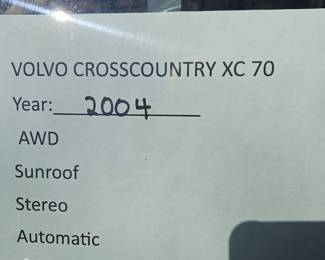 VOLVO CROSSCOUNTRY XC 70
Year: 2004
AWD
Sunroof
Stereo
Automatic